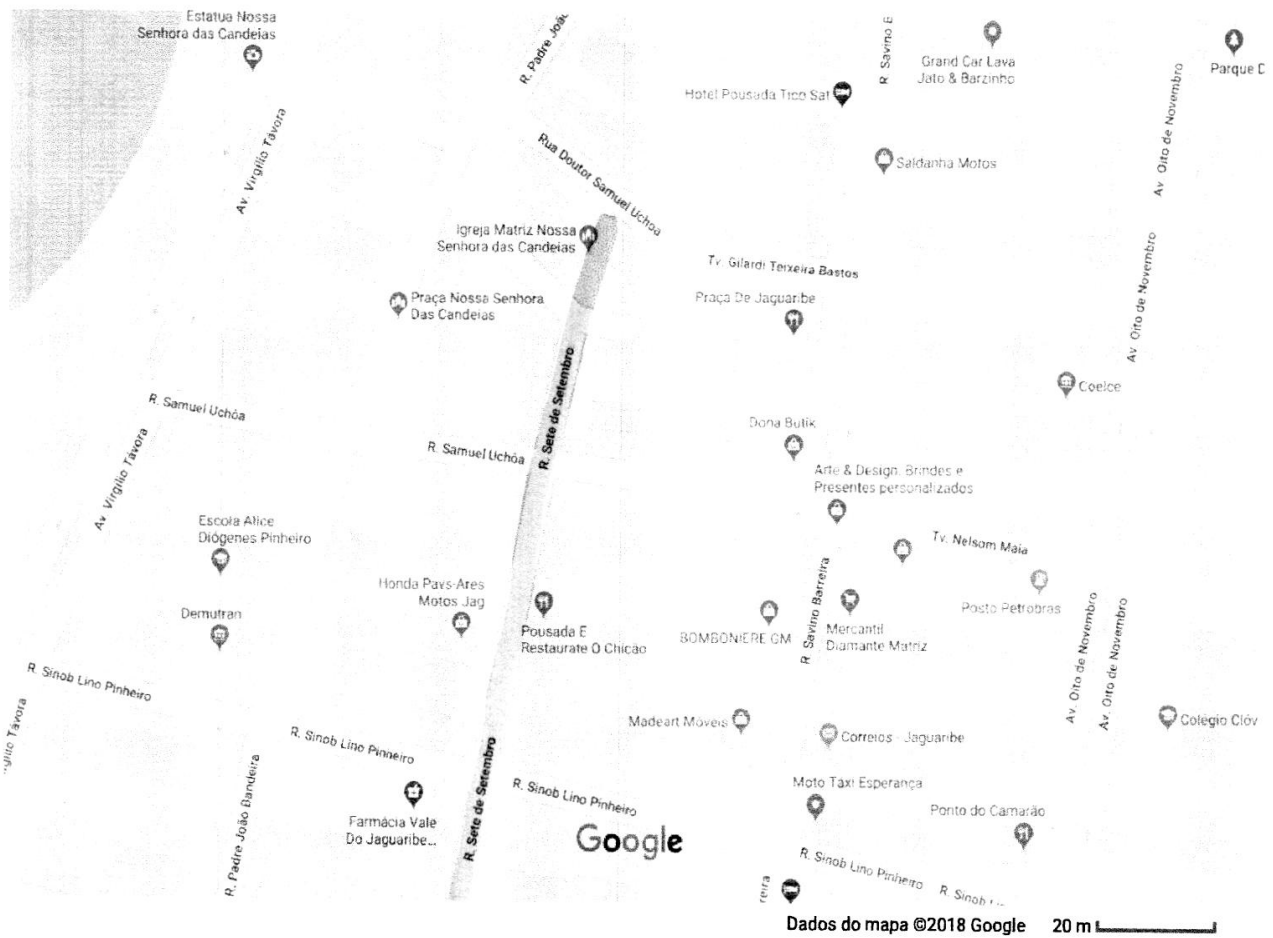 Estatua Nossa
Senhora das Candeias
R. Padre João
R. Savino B
Grand Car Lava
Jato & Barzinho
Parque D
Hotel Pousada Tico Sat
Av. Virgílio Távora
Av. Oito de Novembro
Rua Doutor Samuel Uchoa
Saldanha Motos
Igreja Matriz Nossa
Senhora das Candeias
Tv. Gilardi Teixeira Bastos
Praça Nossa Senhora
Das Candeias
Praça De Jaguaribe
Av. Oito de Novembro
R. Sete de Setembro
Coelce
R. Samuel Uchôa
R. Samuel Uchôa
Dona Butik
Av. Virgílio Távora
Arte & Design, Brindes e
Presentes personalizados
Escola Alice
Diógenes Pinheiro
Tv. Nelsom Maia
Honda Pavs-Ares
Motos Jag
Posto Petrobras
Demutran
Pousada E
Restaurate O Chicão
BOMBONIERE GM
R. Savino Barreira
Mercantil
Diamante Matriz
Av. Oito de Novembro
Av. Oito de Novembro
R. Sinob Lino Pinheiro
Madeart Moveis
Correios - Jaguaribe
Colégio Clóv
gílio Távora
R. Sinob Lino Pinheiro
R. Sete de Setembro
R. Sinob Lino Pinheiro
Moto Táxi Esperança
Ponto do Camarão
R. Padre João Bandeira
Farmácia Vale
Do Jaguaribe...
Google
R. Sinob Lino Pinheiro
R. Sinob
reira
Dados do mapa ©2018 Google 20 m